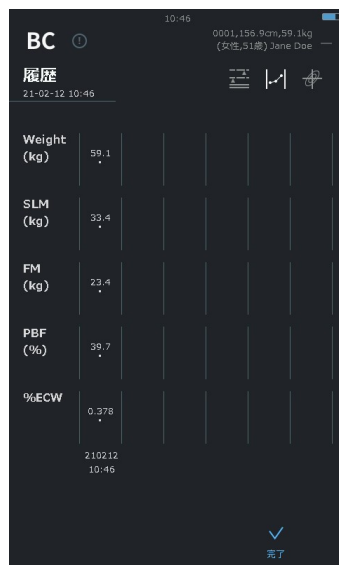 10:46
BC
0001,156.9cm,59.1kg
(女性,51歳) Jane Doe
履歴
21-02-12 10:46
Weight
(kg)
59.1
SLM
(kg)
33.4
FM
(kg)
23.4
PBF
(%)
39.7
%ECW
0.378
210212
10:46
完了